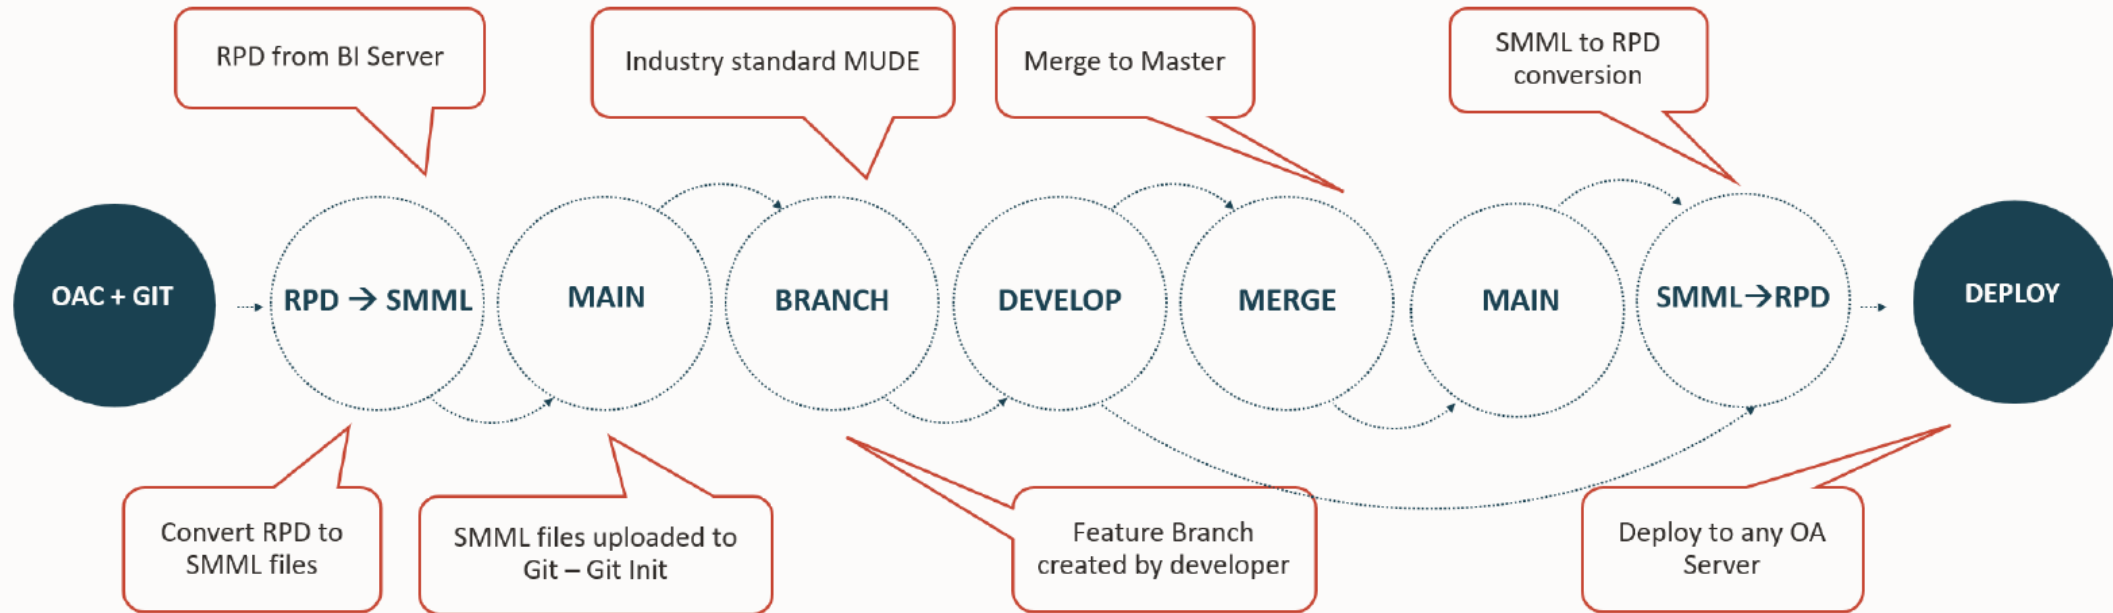 RPD from BI Server
Industry standard MUDE
Merge to Master
SMML to RPD
conversion
OAC + GIT
RPD → SMML
MAIN
BRANCH
DEVELOP
MERGE
MAIN
SMML→RPD
DEPLOY
Convert RPD to
SMML files
SMML files uploaded to
Git – Git Init
Feature Branch
created by developer
Deploy to any OA
Server